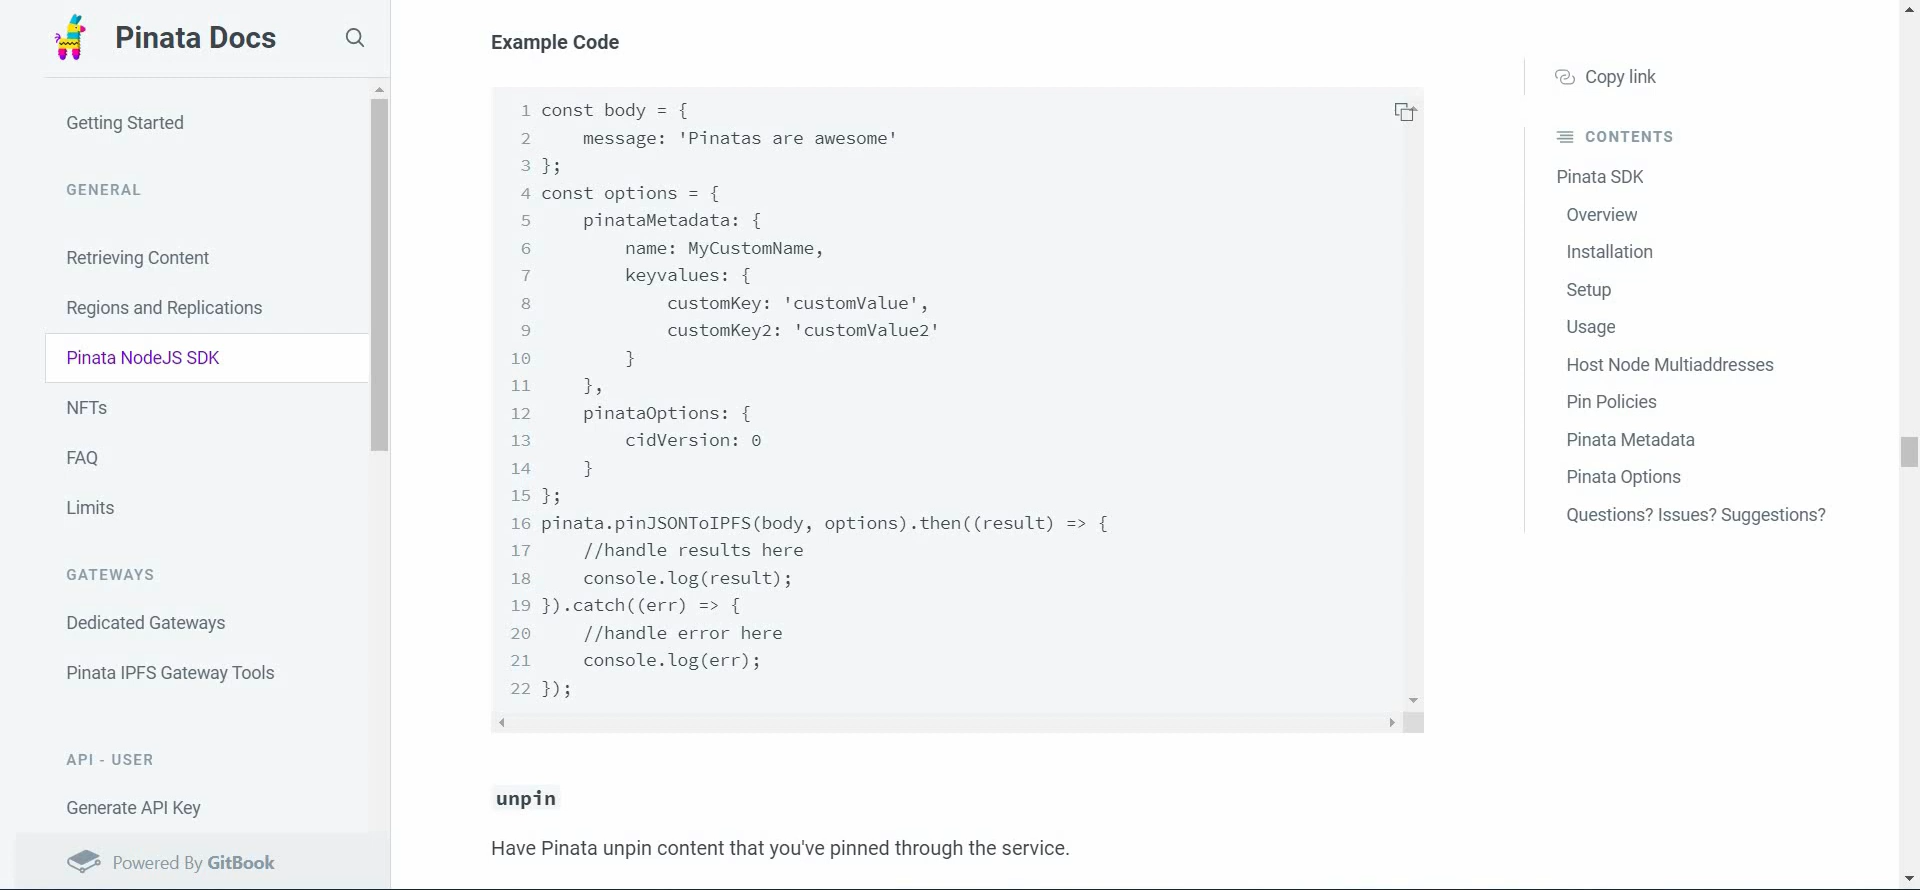 Pinata Docs
Getting Started
GENERAL
Retrieving Content
Regions and Replications
Pinata NodeJS SDK
NFTs
FAQ
Limits
GATEWAYS
Dedicated Gateways
Pinata IPFS Gateway Tools
API - USER
Generate API Key
Powered By GitBook
Example Code
1 const body = {
2     message: 'Pinatas are awesome'
3 };
4 const options = {
5     pinataMetadata: {
6         name: MyCustomName,
7         keyvalues: {
8             customKey: 'customValue',
9             customKey2: 'customValue2'
10         }
11     },
12     pinataOptions: {
13         cidVersion: 0
14     }
15 };
16 pinata.pinJSONToIPFS(body, options).then((result) => {
17     //handle results here
18     console.log(result);
19 }).catch((err) => {
20     //handle error here
21     console.log(err);
22 });
unpin
Have Pinata unpin content that you've pinned through the service.
Copy link
CONTENTS
Pinata SDK
Overview
Installation
Setup
Usage
Host Node Multiaddresses
Pin Policies
Pinata Metadata
Pinata Options
Questions? Issues? Suggestions?